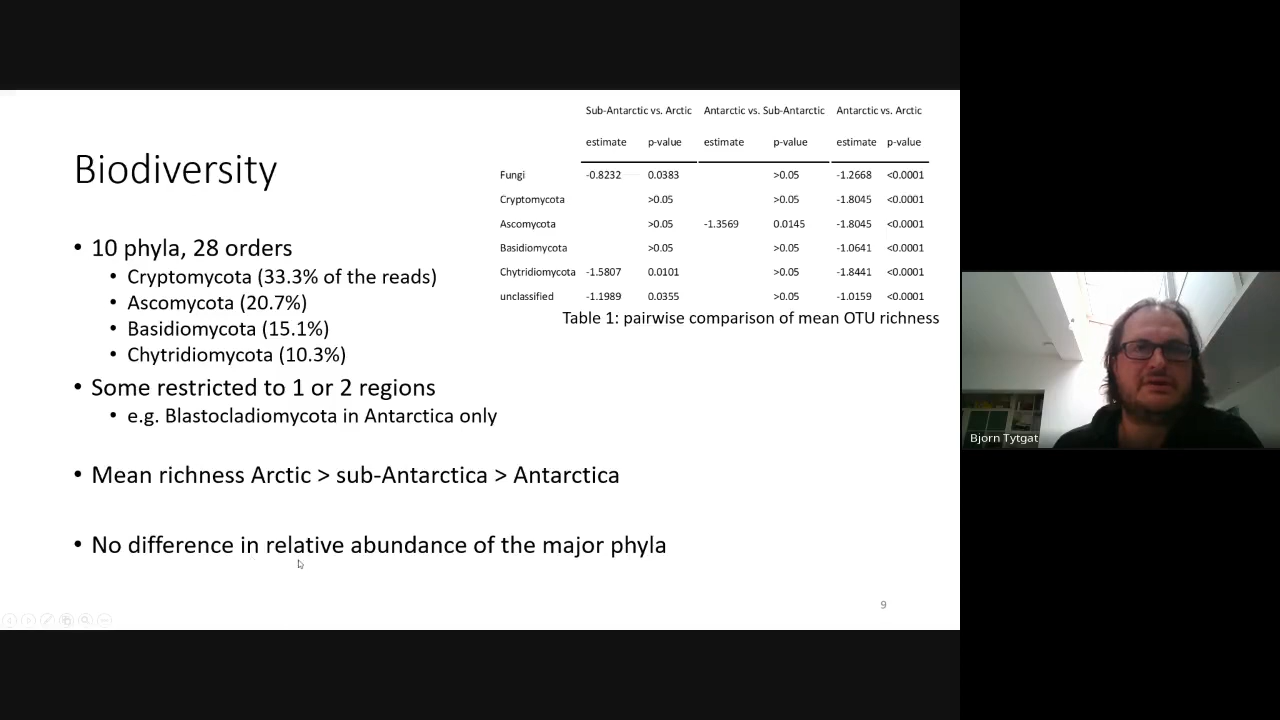 Biodiversity
• 10 phyla, 28 orders
• Cryptomycota (33.3% of the reads)
• Ascomycota (20.7%)
• Basidiomycota (15.1%)
• Chytridiomycota (10.3%)
• Some restricted to 1 or 2 regions
• e.g. Blastocladiomycota in Antarctica only
• Mean richness Arctic > sub-Antarctica > Antarctica
• No difference in relative abundance of the major phyla
Sub-Antarctic vs. Arctic Antarctic vs. Sub-Antarctic Antarctic vs. Arctic
estimate p-value estimate p-value estimate p-value
Fungi -0.8232 0.0383 >0.05 -1.2668 <0.0001
Cryptomycota >0.05 >0.05 -1.8045 <0.0001
Ascomycota >0.05 -1.3569 0.0145 -1.8045 <0.0001
Basidiomycota >0.05 >0.05 -1.0641 <0.0001
Chytridiomycota -1.5807 0.0101 >0.05 -1.8441 <0.0001
unclassified -1.1989 0.0355 >0.05 -1.0159 <0.0001
Table 1: pairwise comparison of mean OTU richness
9
Bjorn Tytgat